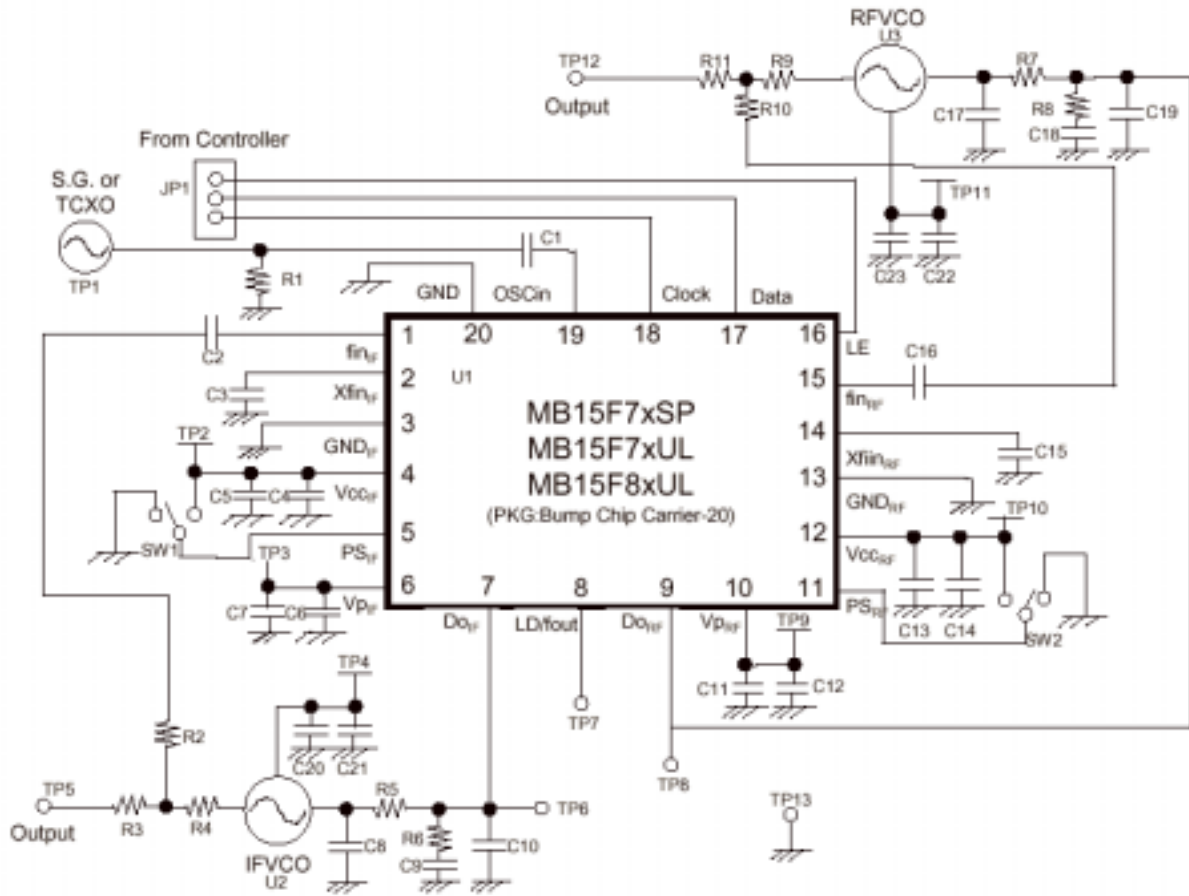 RFVCO
U3
TP12
R11
R9
R7
Output
R10
C17
R8
C18
C19
From Controller
S.G. or
TCXO
JP1
TP11
C1
TP1
R1
C23
C22
GND
OSCin
Clock
Data
1
20
19
18
17
16
C2
finIF
LE
C16
2
U1
15
C3
XfinIF
finRF
3
MB15F7xSP
14
TP2
GNDIF
MB15F7xUL
XfiinRF
C15
4
MB15F8xUL
13
C5
C4
VccIF
(PKG:Bump Chip Carrier-20)
GNDRF
TP10
5
12
SW1
TP3
PSIF
VccRF
6
7
8
9
10
11
C7
C6
VpIF
PSRF
C13
C14
SW2
DoIF
LD/fout
DoRF
VpRF
TP9
TP4
C11
C12
TP7
R2
C20
C21
TP8
TP5
R3
R4
R5
TP6
TP13
Output
C8
R6
C9
C10
IFVCO
U2